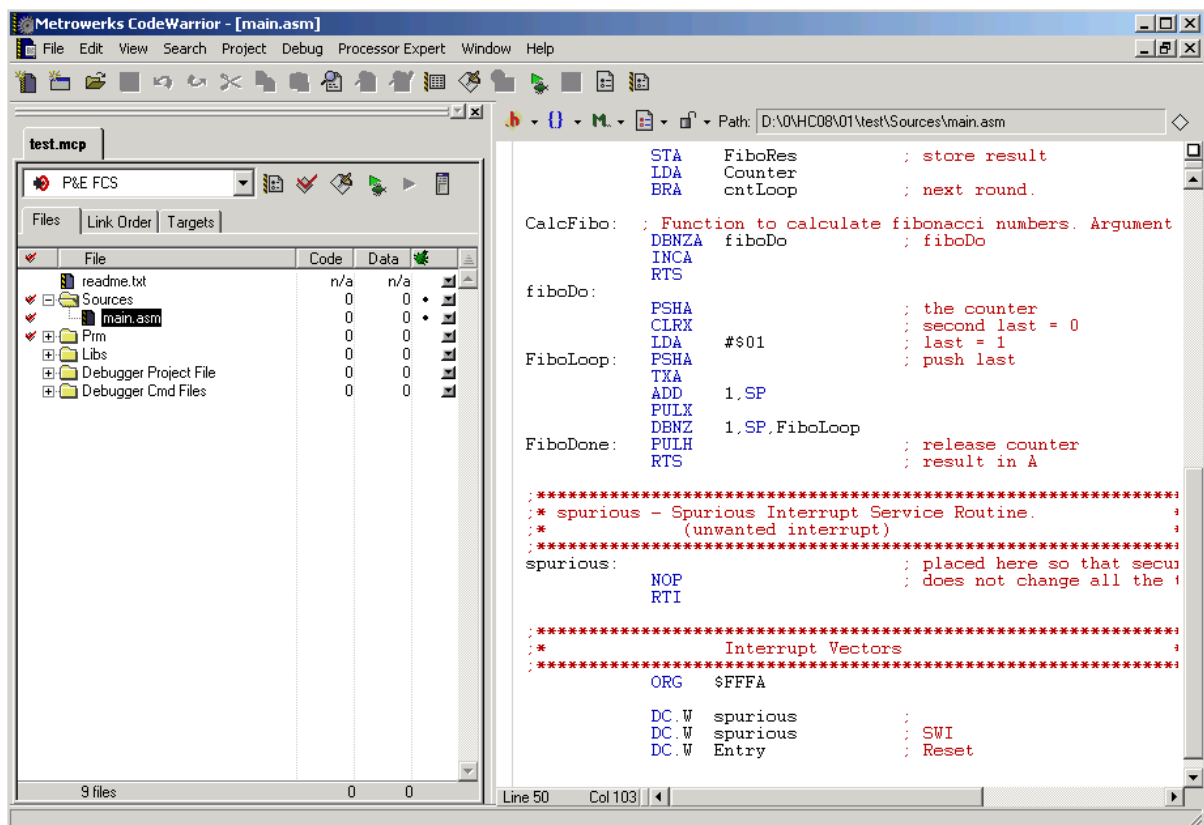 Metrowerks CodeWarrior - [main.asm]
File Edit View Search Project Debug Processor Expert Window Help
test.mcp
P&E FCS
Files Link Order Targets
File Code Data
readme.txt n/a n/a
Sources 0 0
main.asm 0 0
Prm 0 0
Libs 0 0
Debugger Project File 0 0
Debugger Cmd Files 0 0
9 files 0 0
Path: D:\0\HC08\01\test\Sources\main.asm
STA FiboRes ; store result
LDA Counter
BRA cntLoop ; next round.
CalcFibo: ; Function to calculate fibonacci numbers. Argument
DBNZA fiboDo ; fiboDo
INCA
RTS
fiboDo:
PSHA ; the counter
CLRX ; second last = 0
LDA #$01 ; last = 1
FiboLoop: PSHA ; push last
TXA
ADD 1,SP
PULX
DBNZ 1,SP,FiboLoop
FiboDone: PULH ; release counter
RTS ; result in A
;**************************************************************
;* spurious - Spurious Interrupt Service Routine. *
;* (unwanted interrupt) *
;**************************************************************
spurious: ; placed here so that secu
NOP ; does not change all the
RTI
;**************************************************************
;* Interrupt Vectors *
;**************************************************************
ORG $FFFA
DC.W spurious ;
DC.W spurious ; SWI
DC.W Entry ; Reset
Line 50 Col 103